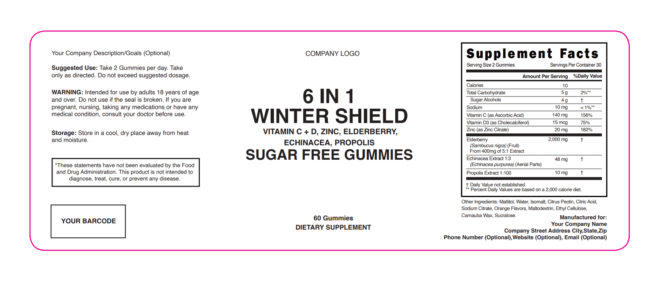 Your Company Description/Goals (Optional)
Suggested Use: Take 2 Gummies per day. Take
only as directed. Do not exceed suggested dosage.
WARNING: Intended for use by adults 18 years of age
and over. Do not use if the seal is broken. If you are
pregnant, nursing, taking any medications or have any
medical condition, consult your doctor before use.
Storage: Store in a cool, dry place away from heat
and moisture.
*These statements have not been evaluated by the Food
and Drug Administration. This product is not intended to
diagnose, treat, cure, or prevent any disease.
YOUR BARCODE
COMPANY LOGO
6 IN 1
WINTER SHIELD
VITAMIN C + D, ZINC, ELDERBERRY,
ECHINACEA, PROPOLIS
SUGAR FREE GUMMIES
60 Gummies
DIETARY SUPPLEMENT
Supplement Facts
Serving Size 2 Gummies Servings Per Container 30
Amount Per Serving %Daily Value
Calories 10
Total Carbohydrate 5 g 2%**
Sugar Alcohols 4 g †
Sodium 10 mg <1%**
Vitamin C (as Ascorbic Acid) 140 mg 156%
Vitamin D3 (as Cholecalciferol) 15 mcg 75%
Zinc (as Zinc Citrate) 20 mg 182%
Elderberry 2,000 mg †
(Sambucus nigra) (Fruit)
From 400mg of 5:1 Extract
Echinacea Extract 1:3 48 mg †
(Echinacea purpurea) (Aerial Parts)
Propolis Extract 1:100 10 mg †
† Daily Value not established.
** Percent Daily Values are based on a 2,000 calorie diet.
Other Ingredients: Maltitol, Water, Isomalt, Citrus Pectin, Citric Acid,
Sodium Citrate, Orange Flavors, Maltodextrin, Ethyl Cellulose,
Carnauba Wax, Sucralose.
Manufactured for:
Your Company Name
Company Street Address City,State,Zip
Phone Number (Optional),Website (Optional), Email (Optional)